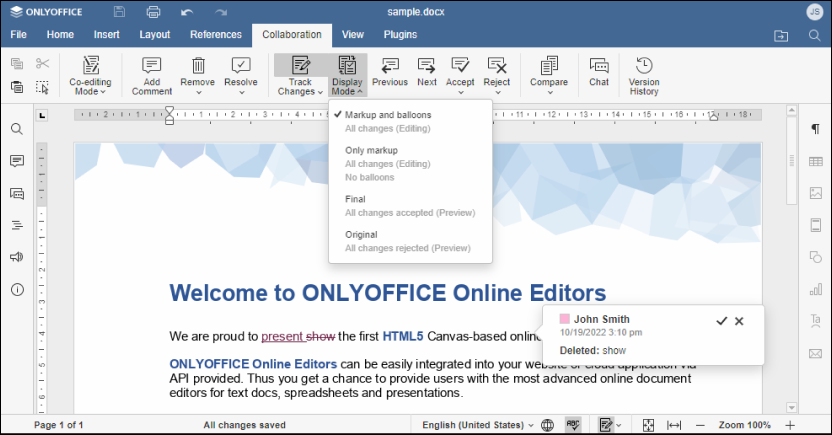 ONLYOFFICE
sample.docx
JS
File Home Insert Layout References Collaboration View Plugins
Co-editing Mode
Add Comment
Remove
Resolve
Track Changes
Display Mode
Previous
Next
Accept
Reject
Compare
Chat
Version History
Markup and balloons
All changes (Editing)
Only markup
All changes (Editing)
No balloons
Final
All changes accepted (Preview)
Original
All changes rejected (Preview)
Welcome to ONLYOFFICE Online Editors
We are proud to present show the first HTML5 Canvas-based online
ONLYOFFICE Online Editors can be easily integrated into your website or cloud application via
API provided. Thus you get a chance to provide users with the most advanced online document
editors for text docs, spreadsheets and presentations.
John Smith
10/19/2022 3:10 pm
Deleted: show
Page 1 of 1
All changes saved
English (United States)
ABC
Zoom 100%